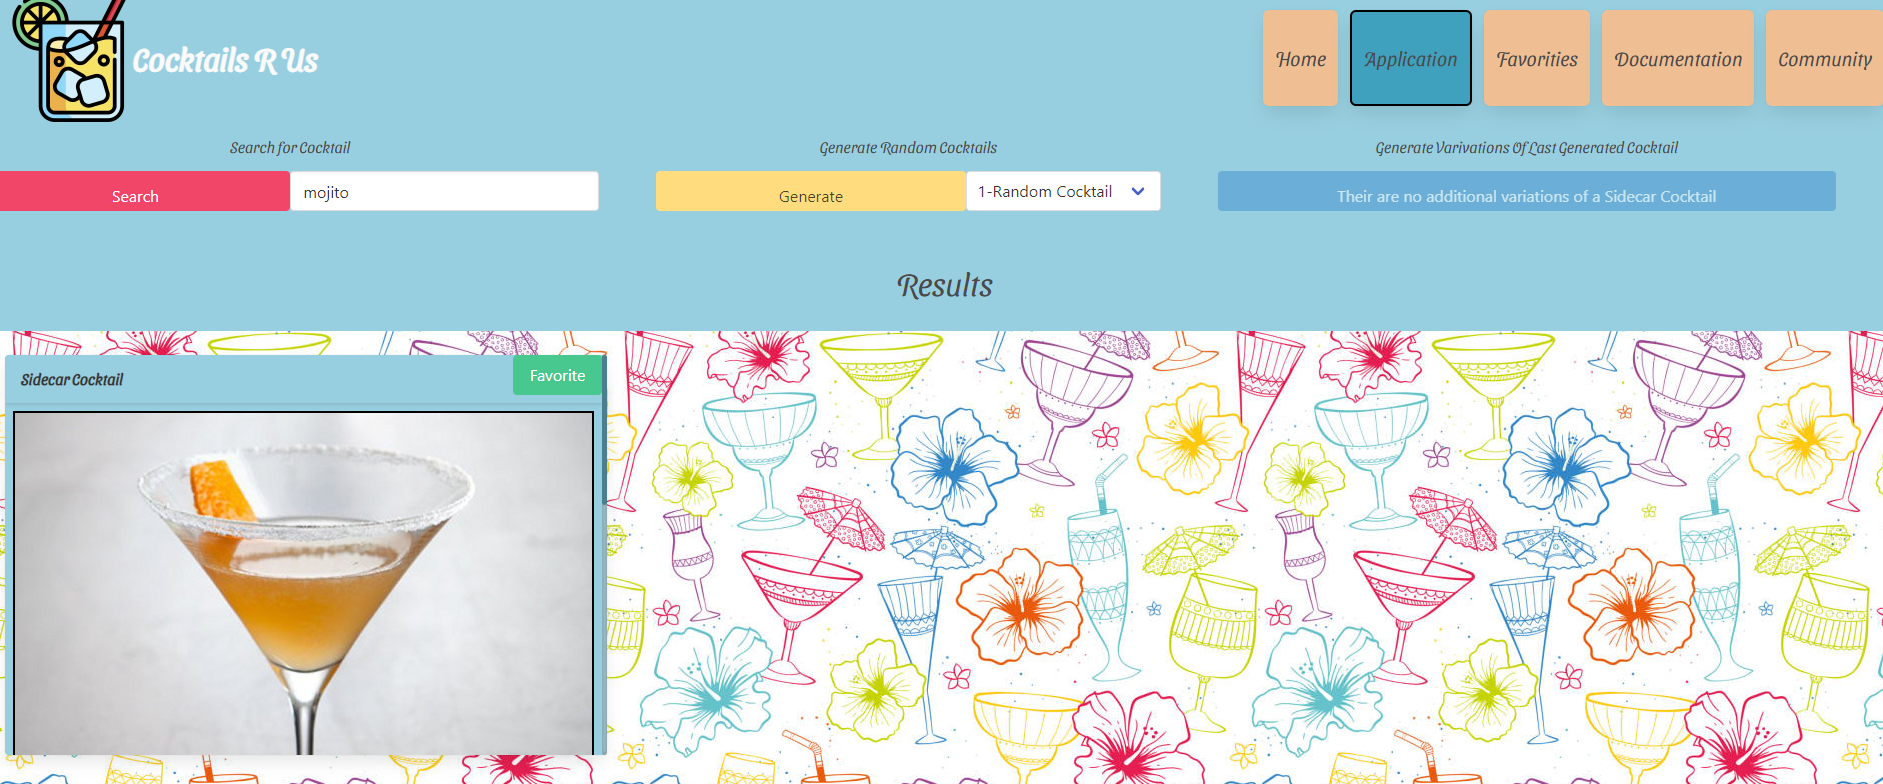 Cocktails R Us
Home
Application
Favorities
Documentation
Community
Search for Cocktail
Generate Random Cocktails
Generate Varivations Of Last Generated Cocktail
Search
mojito
Generate
1-Random Cocktail
Their are no additional variations of a Sidecar Cocktail
Results
Sidecar Cocktail
Favorite